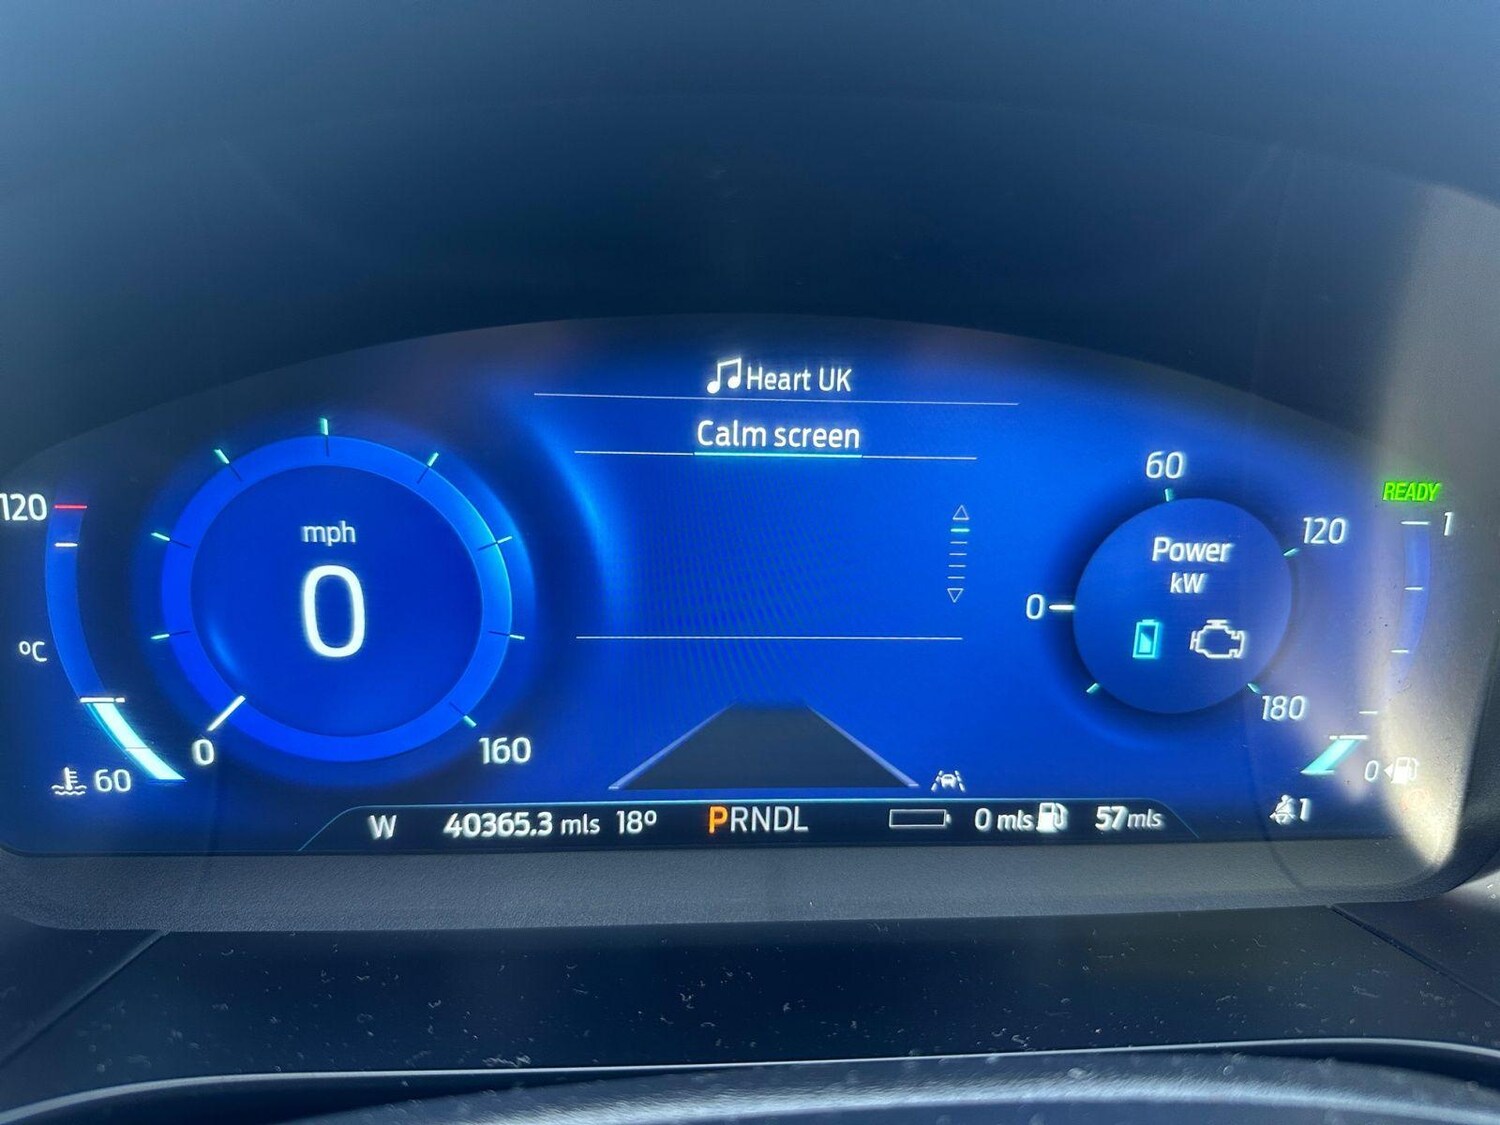 Heart UK
Calm screen
120
°C
60
mph
0
0
160
60
0
120
180
Power
kW
READY
1
0
W
40365.3 mls
18°
PRNDL
0 mls
57 mls
1